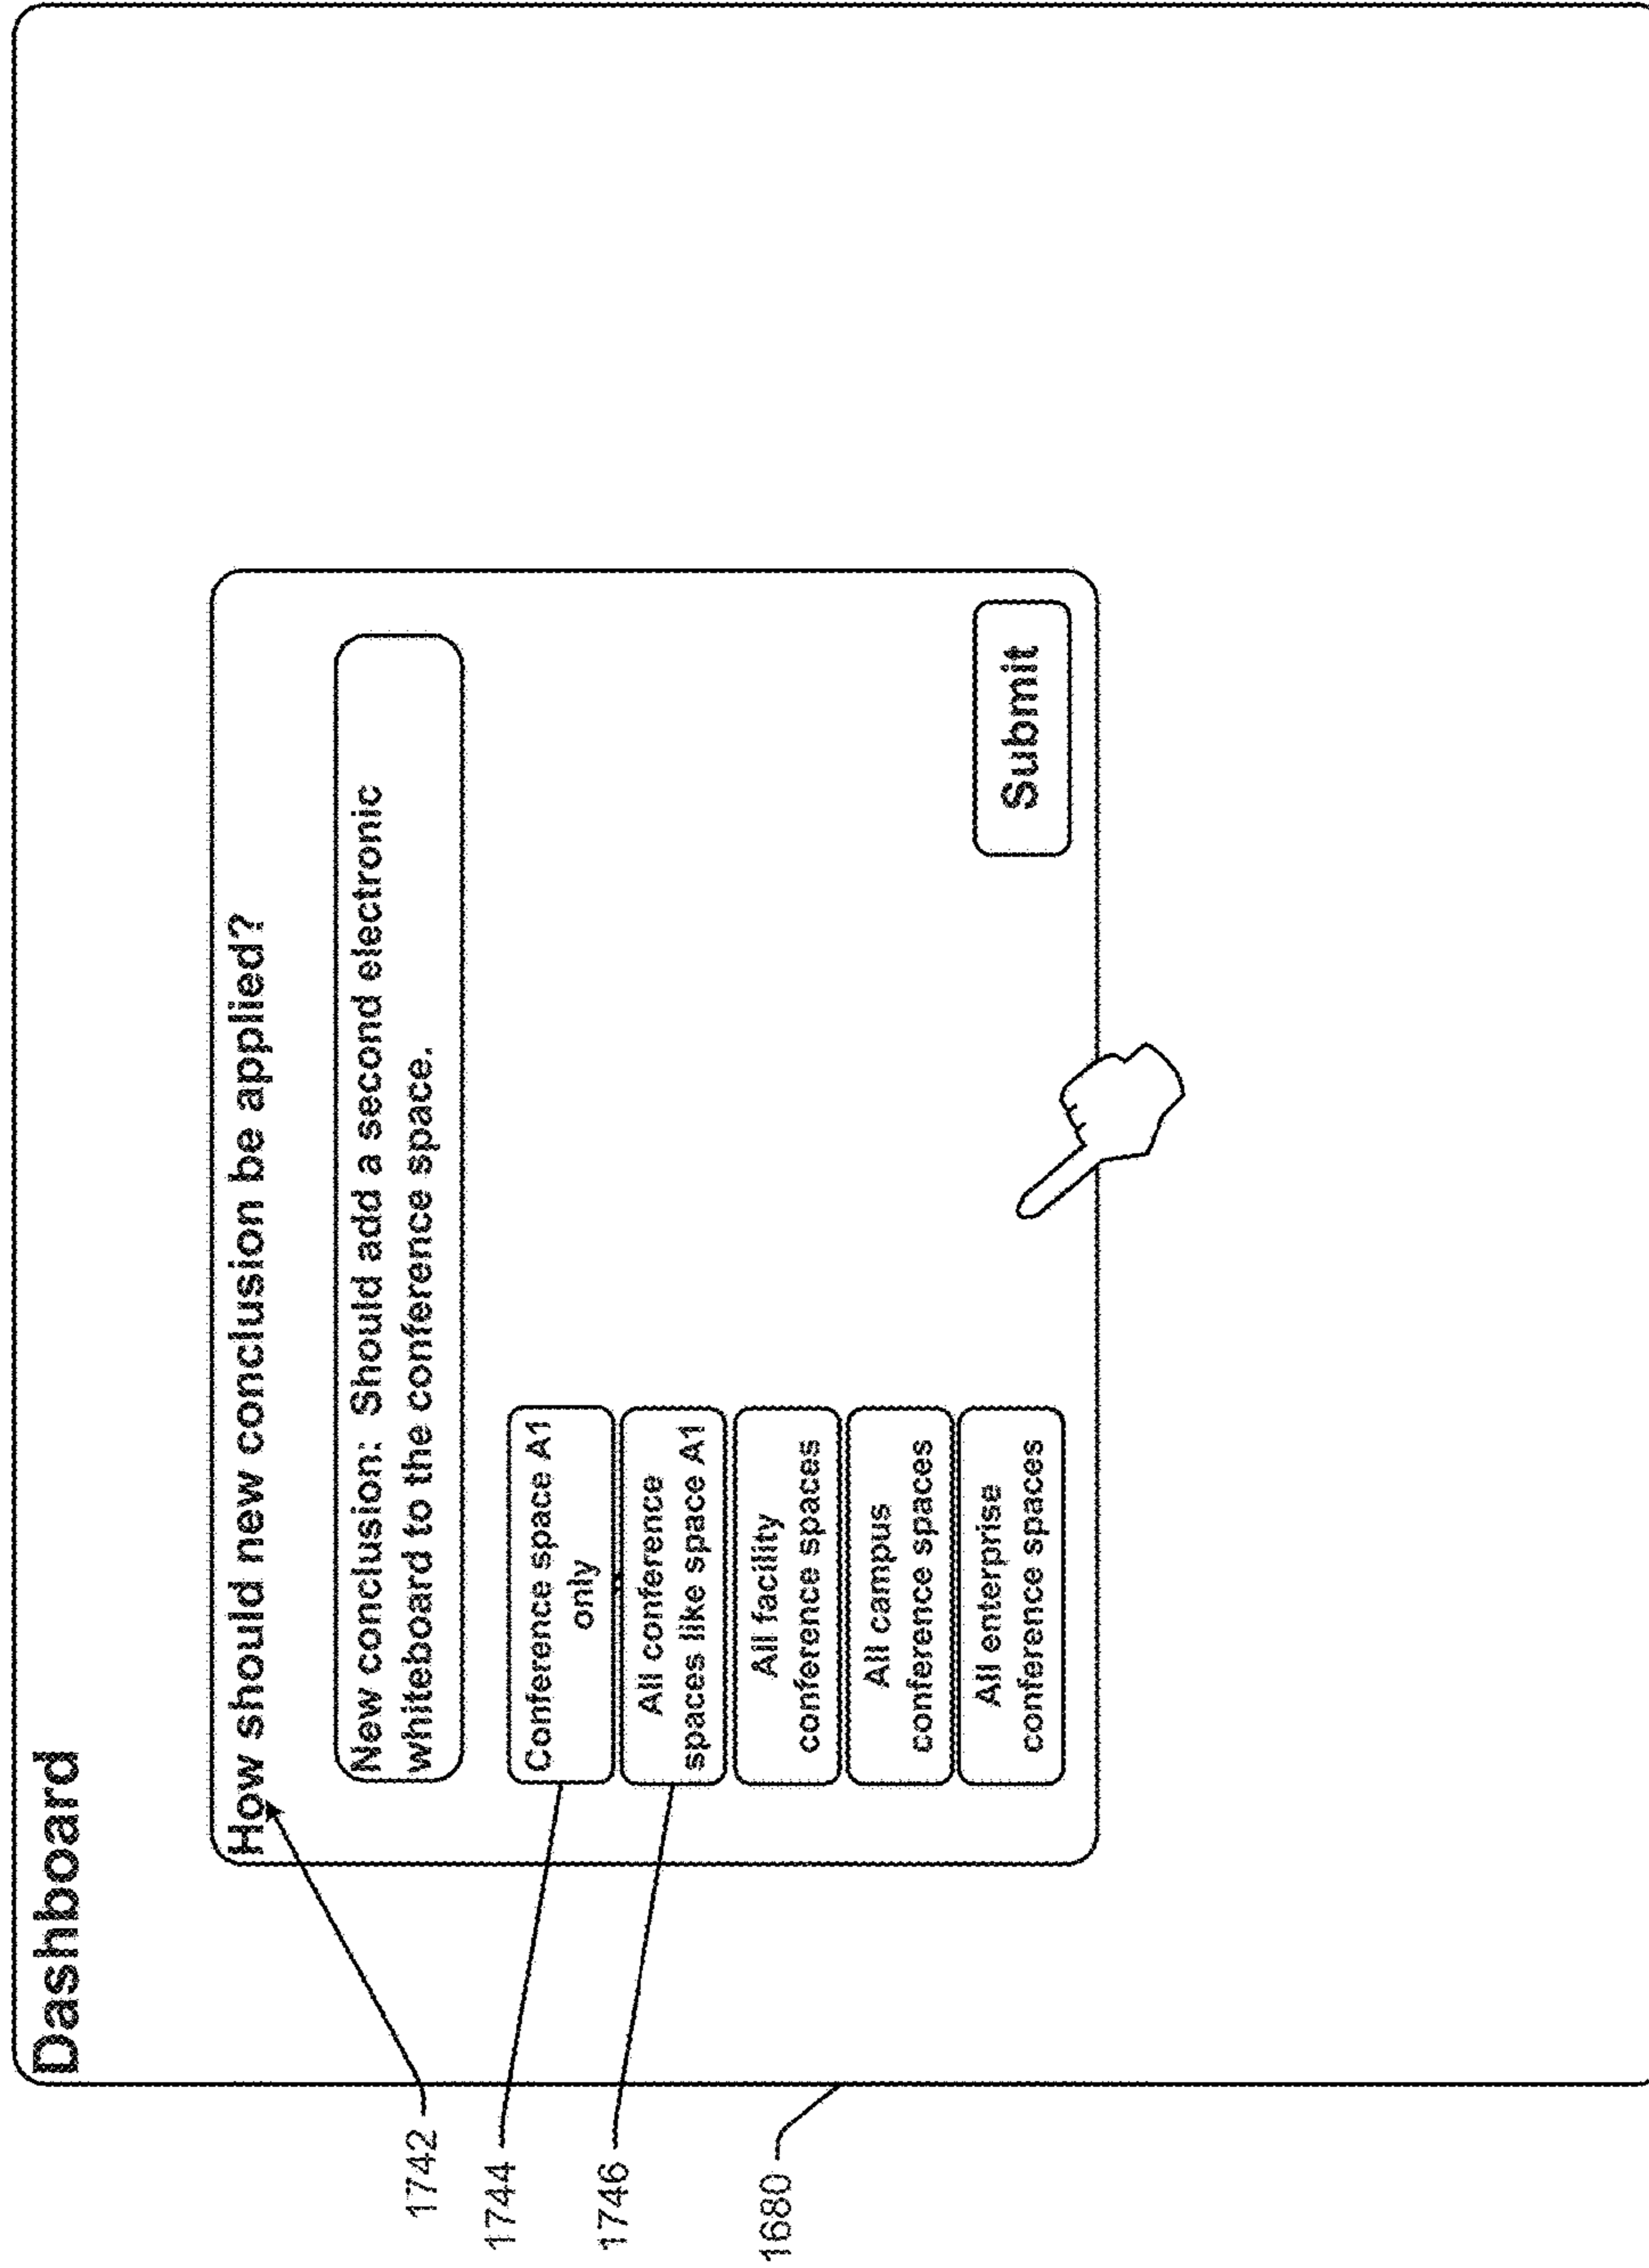 Dashboard
How should new conclusion be applied?
New conclusion: Should add a second electronic
whiteboard to the conference space.
Conference space A1
only
All conference
spaces like space A1
All facility
conference spaces
All campus
conference spaces
All enterprise
conference spaces
Submit
1742
1744
1746
1680